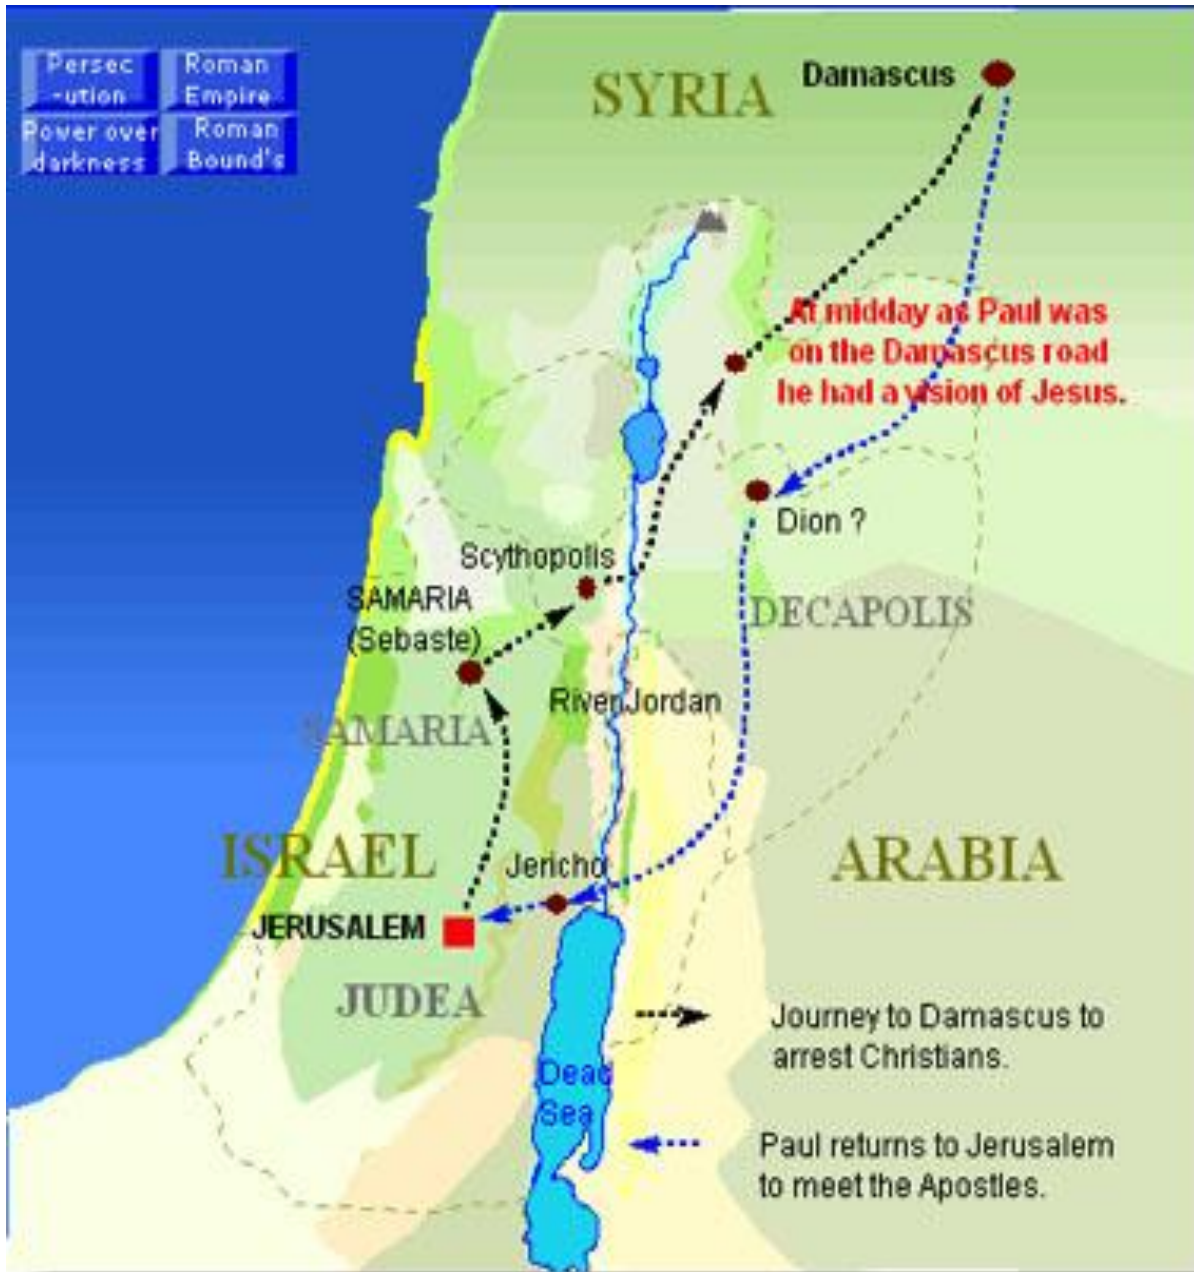 Persec
-ution
Roman
Empire
Power over
darkness
Roman
Bound's
SYRIA
Damascus
At midday as Paul was
on the Damascus road
he had a vision of Jesus.
Dion ?
Scythopolis
SAMARIA
(Sebaste)
DECAPOLIS
River Jordan
SAMARIA
ISRAEL
Jericho
ARABIA
JERUSALEM
JUDEA
Journey to Damascus to
arrest Christians.
Dead
Sea
Paul returns to Jerusalem
to meet the Apostles.